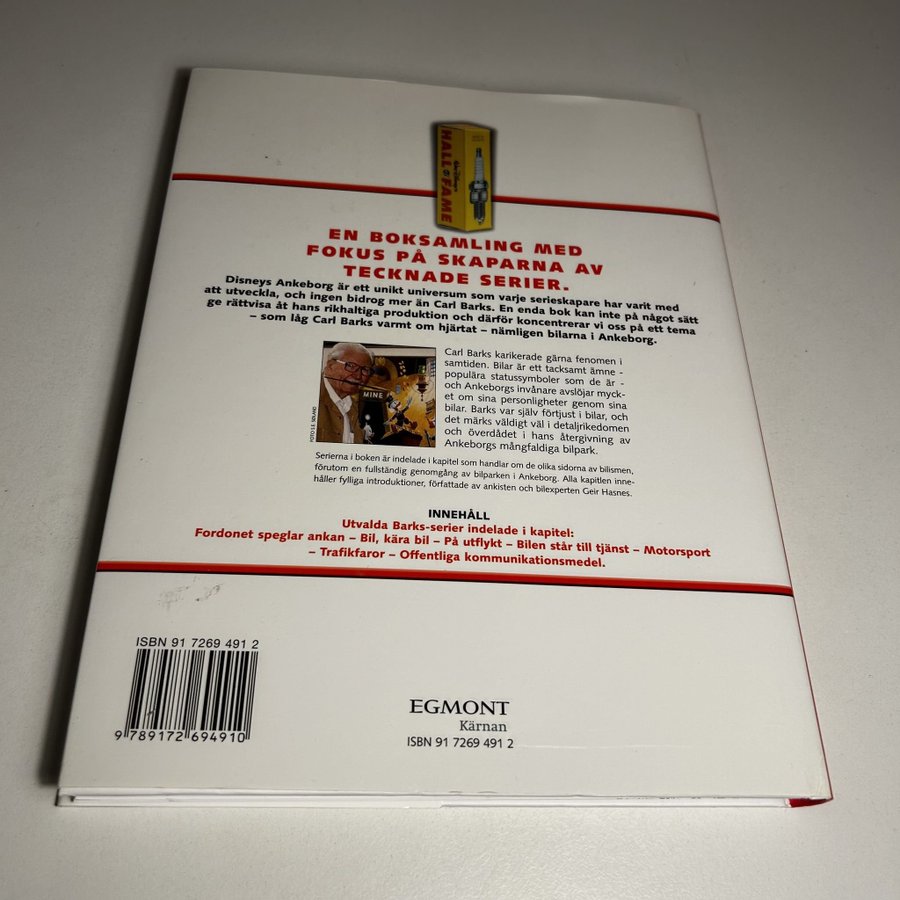 Walt Disney's
HALL OF FAME
EN BOKSAMLING MED
FOKUS PÅ SKAPARNA AV
TECKNADE SERIER.
Disneys Ankeborg är ett unikt universum som varje serieskapare har varit med
att utveckla, och ingen bidrog mer än Carl Barks. En enda bok kan inte på något sätt
ge rättvisa åt hans rikhaltiga produktion och därför koncentrerar vi oss på ett tema
– som låg Carl Barks varmt om hjärtat – nämligen bilarna i Ankeborg.
MINE
FOTO S.E. SØLAND
Carl Barks karikerade gärna fenomen i
samtiden. Bilar är ett tacksamt ämne -
populära statussymboler som de är -
och Ankeborgs invånare avslöjar myck-
et om sina personligheter genom sina
bilar. Barks var själv förtjust i bilar, och
det märks väldigt väl i detaljrikedomen
och överdådet i hans återgivning av
Ankeborgs mångfaldiga bilpark.
Serierna i boken är indelade i kapitel som handlar om de olika sidorna av bilismen,
förutom en fullständig genomgång av bilparken i Ankeborg. Alla kapitlen inne-
håller fylliga introduktioner, författade av ankisten och bilexperten Geir Hasnes.
INNEHÅLL
Utvalda Barks-serier indelade i kapitel:
Fordonet speglar ankan – Bil, kära bil – På utflykt – Bilen står till tjänst – Motorsport
– Trafikfaror – Offentliga kommunikationsmedel.
ISBN 91 7269 491 2
9 789172 694910
EGMONT
Kärnan
ISBN 91 7269 491 2